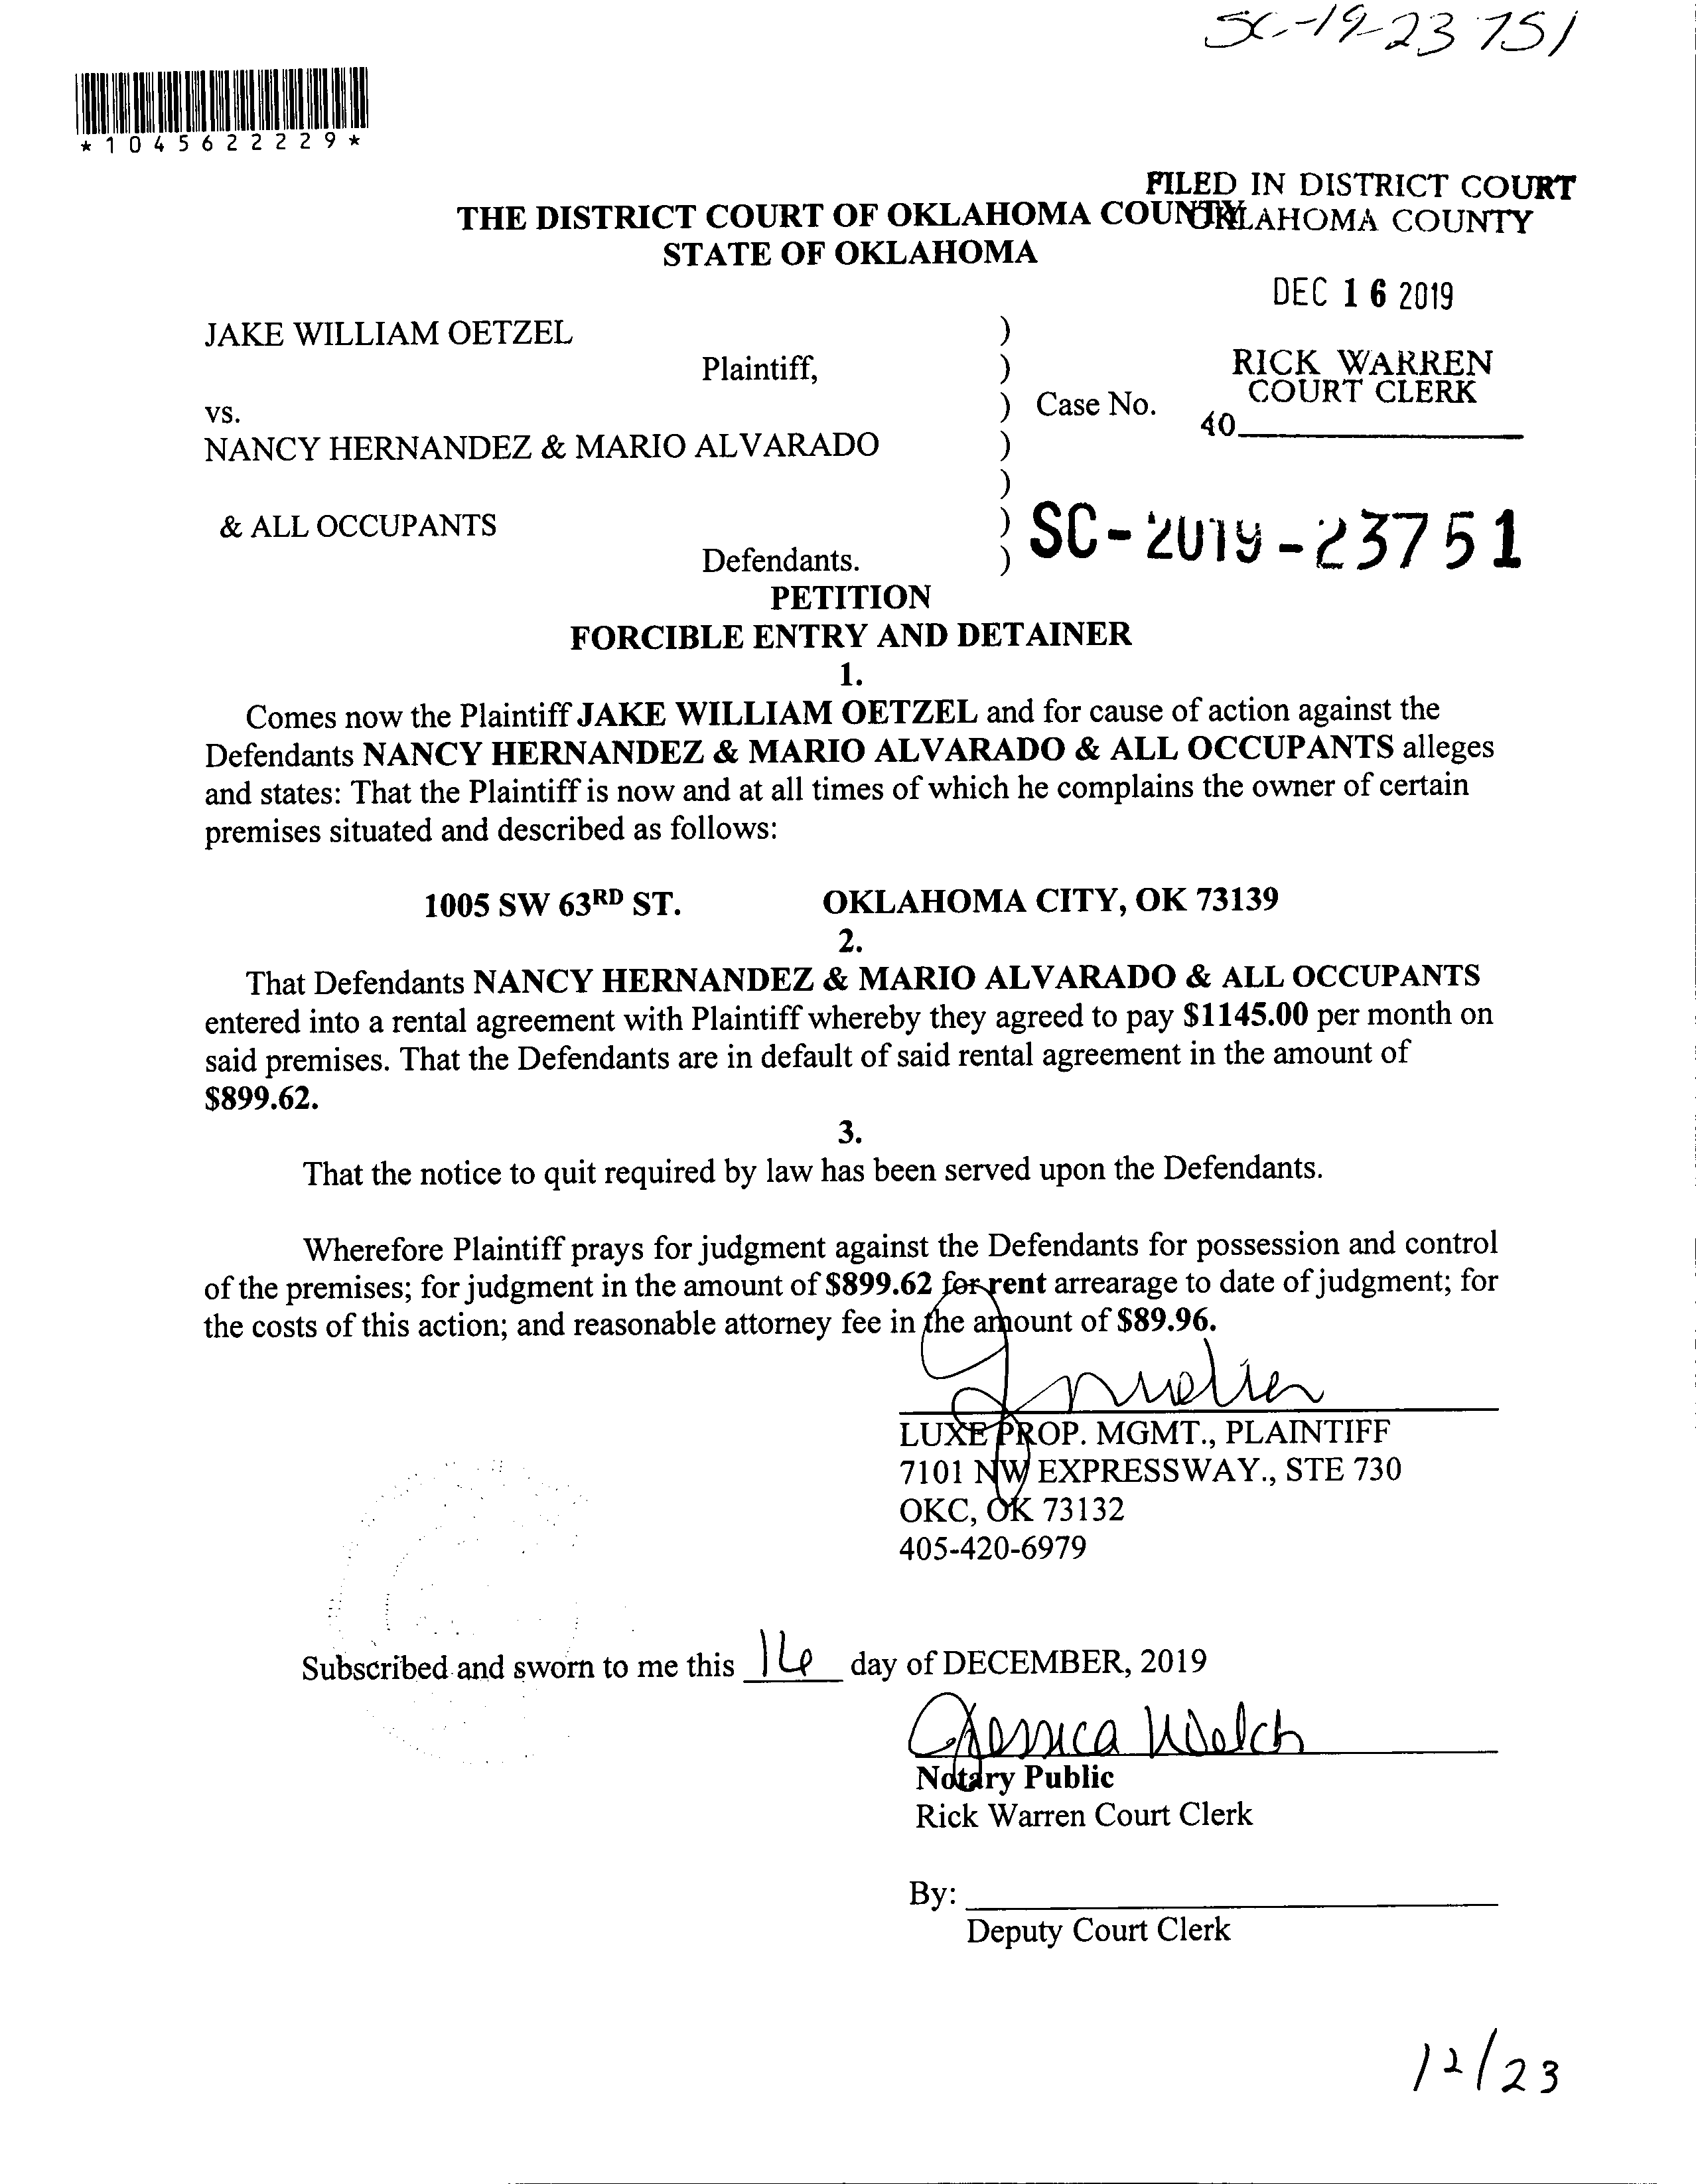 SC-19-23751
*1045622229*
FILED IN DISTRICT COURT
THE DISTRICT COURT OF OKLAHOMA COUNTY OKLAHOMA COUNTY
STATE OF OKLAHOMA
DEC 16 2019
JAKE WILLIAM OETZEL )
Plaintiff, ) RICK WARREN
COURT CLERK
vs. ) Case No. 40
NANCY HERNANDEZ & MARIO ALVARADO )
)
& ALL OCCUPANTS ) SC-2019-23751
Defendants. )
PETITION
FORCIBLE ENTRY AND DETAINER
1.
Comes now the Plaintiff JAKE WILLIAM OETZEL and for cause of action against the
Defendants NANCY HERNANDEZ & MARIO ALVARADO & ALL OCCUPANTS alleges
and states: That the Plaintiff is now and at all times of which he complains the owner of certain
premises situated and described as follows:
1005 SW 63RD ST. OKLAHOMA CITY, OK 73139
2.
That Defendants NANCY HERNANDEZ & MARIO ALVARADO & ALL OCCUPANTS
entered into a rental agreement with Plaintiff whereby they agreed to pay $1145.00 per month on
said premises. That the Defendants are in default of said rental agreement in the amount of
$899.62.
3.
That the notice to quit required by law has been served upon the Defendants.
Wherefore Plaintiff prays for judgment against the Defendants for possession and control
of the premises; for judgment in the amount of $899.62 for rent arrearage to date of judgment; for
the costs of this action; and reasonable attorney fee in the amount of $89.96.
LUXE PROP. MGMT., PLAINTIFF
7101 NW EXPRESSWAY., STE 730
OKC, OK 73132
405-420-6979
Subscribed and sworn to me this 16 day of DECEMBER, 2019
Jessica Welch
Notary Public
Rick Warren Court Clerk
By:
Deputy Court Clerk
12/23